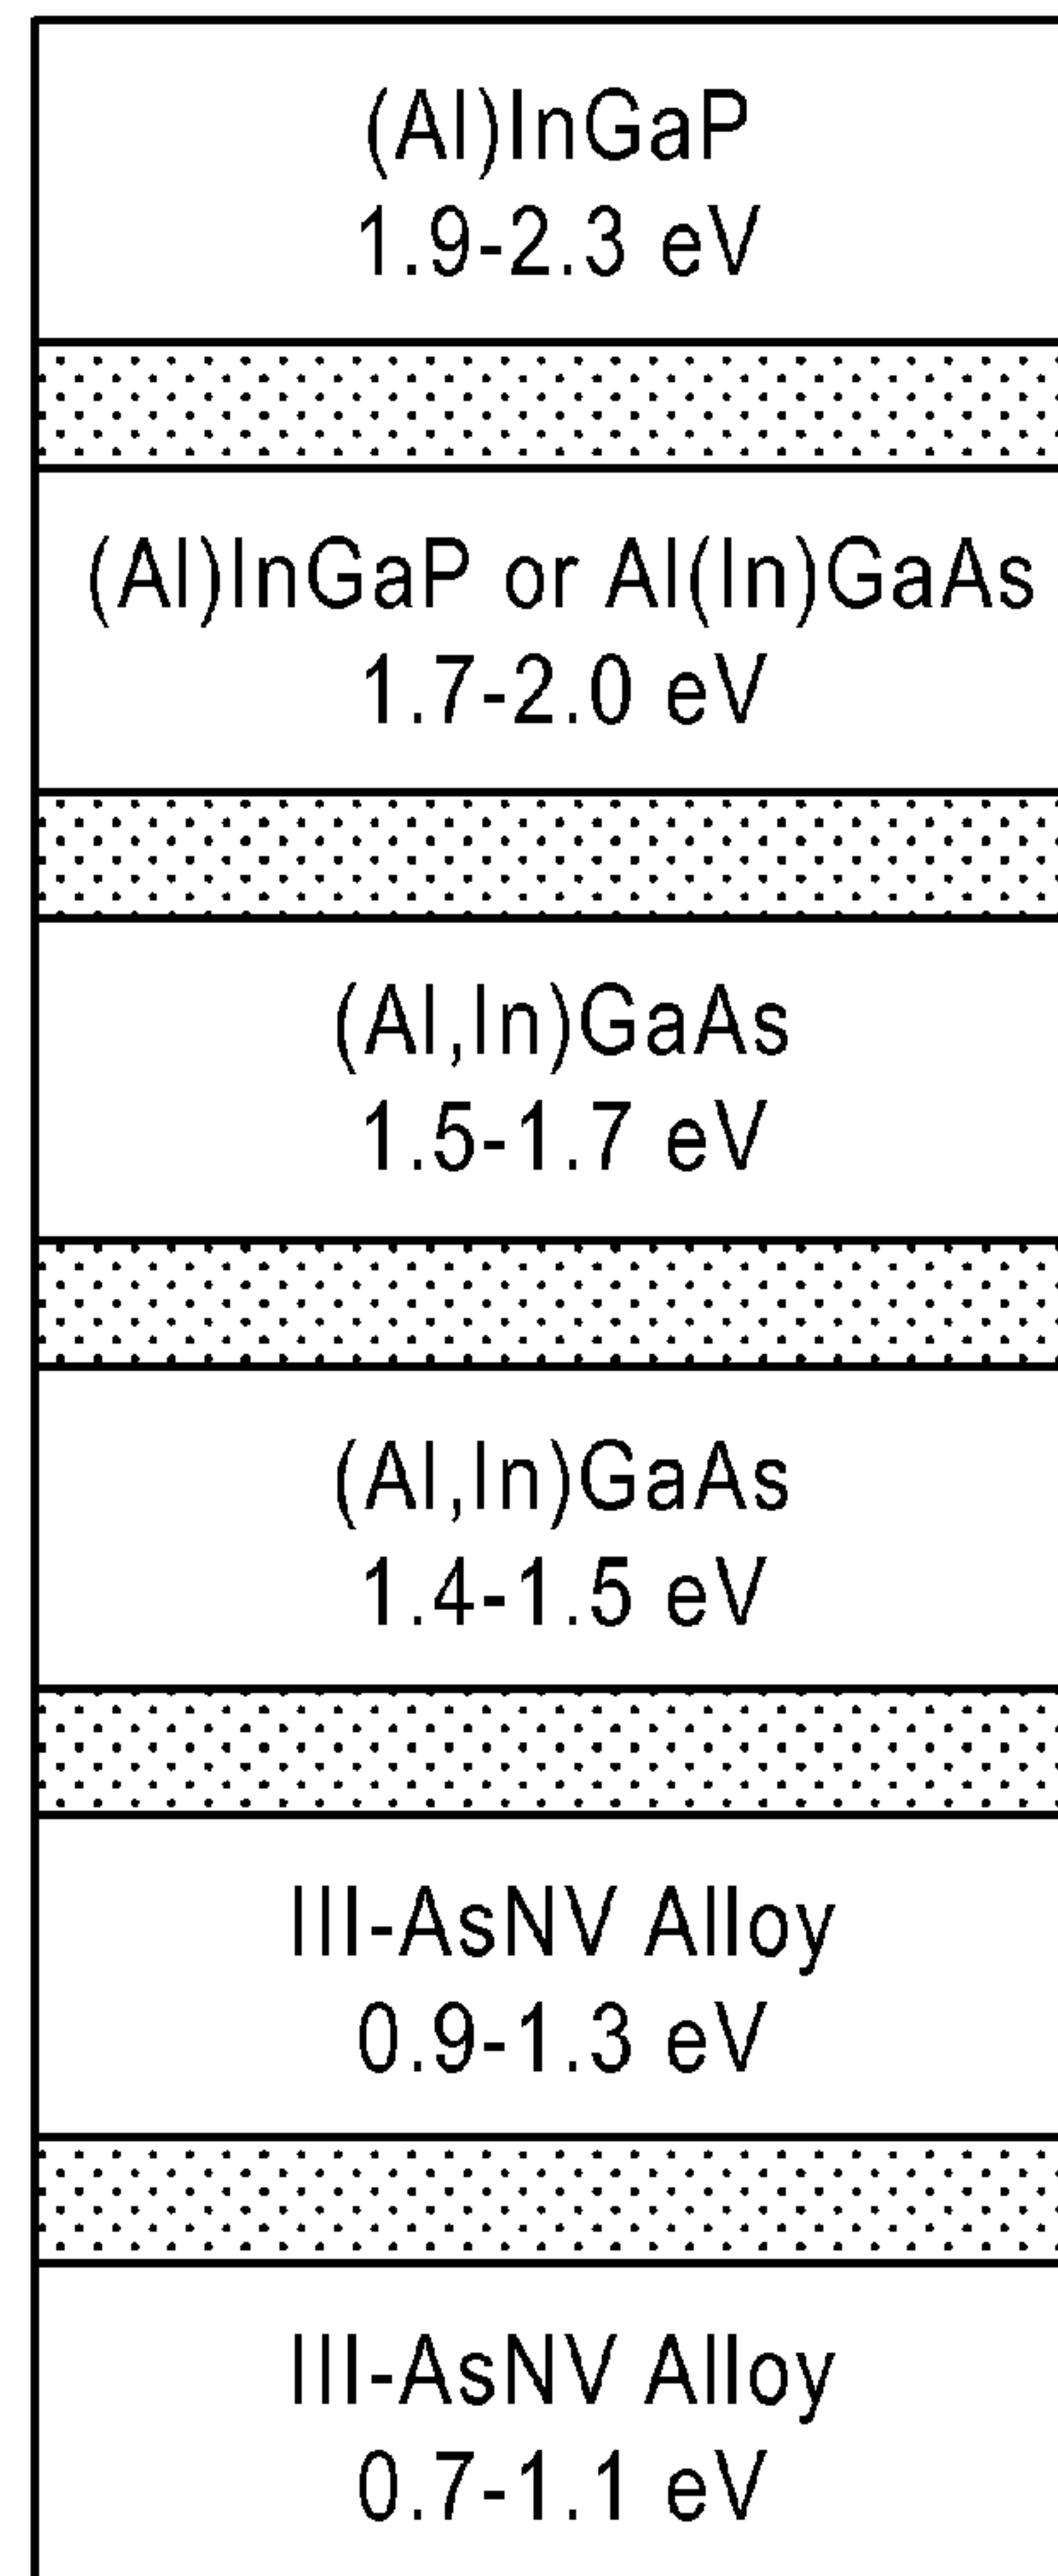 (Al)InGaP
1.9-2.3 eV
(Al)InGaP or Al(In)GaAs
1.7-2.0 eV
(Al,In)GaAs
1.5-1.7 eV
(Al,In)GaAs
1.4-1.5 eV
III-AsNV Alloy
0.9-1.3 eV
III-AsNV Alloy
0.7-1.1 eV